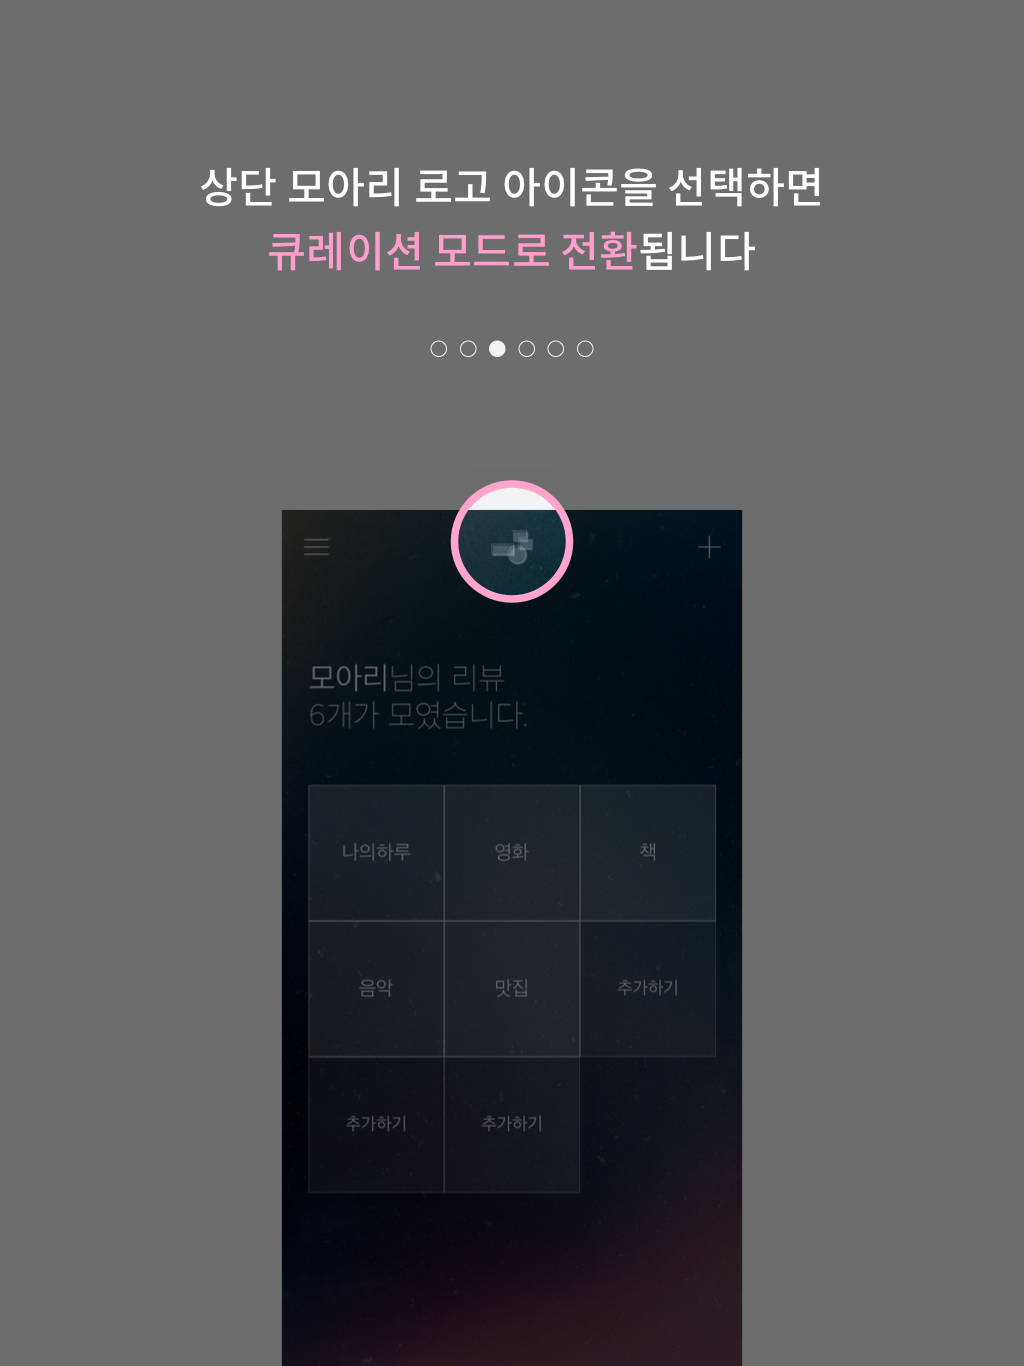 상단 모아리 로고 아이콘을 선택하면
큐레이션 모드로 전환됩니다
모아리님의 리뷰
6개가 모였습니다.
나의하루
영화
책
음악
맛집
추가하기
추가하기
추가하기